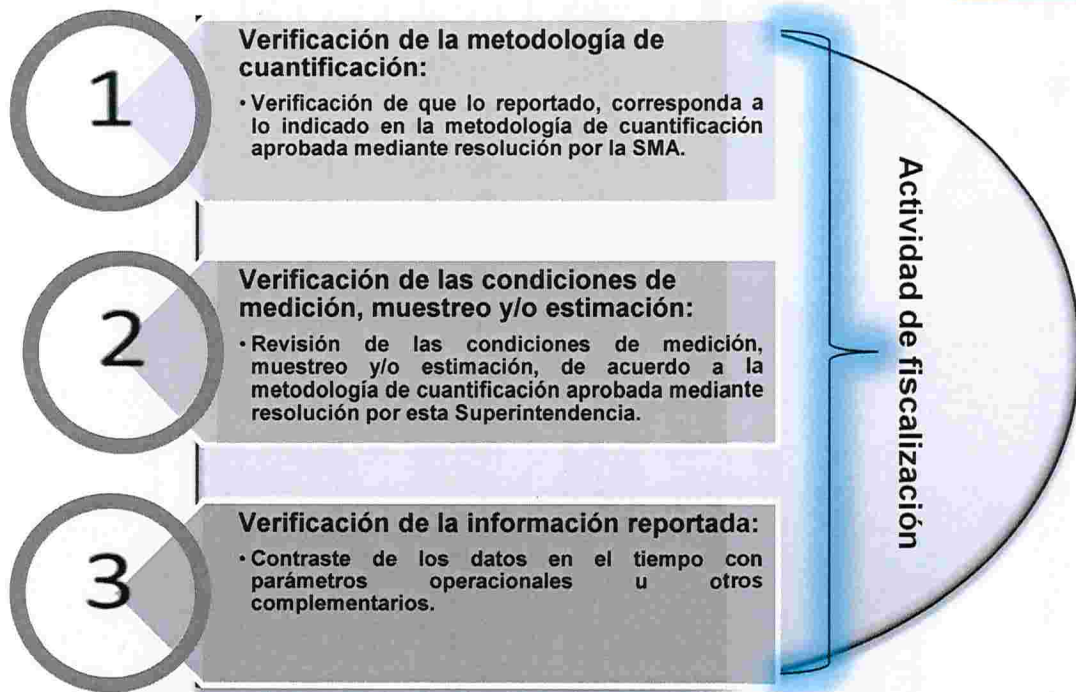 1
Verificación de la metodología de
cuantificación:
• Verificación de que lo reportado, corresponda a
lo indicado en la metodología de cuantificación
aprobada mediante resolución por la SMA.
2
Verificación de las condiciones de
medición, muestreo y/o estimación:
• Revisión de las condiciones de medición,
muestreo y/o estimación, de acuerdo a la
metodología de cuantificación aprobada mediante
resolución por esta Superintendencia.
3
Verificación de la información reportada:
• Contraste de los datos en el tiempo con
parámetros operacionales u otros
complementarios.
Actividad de fiscalización